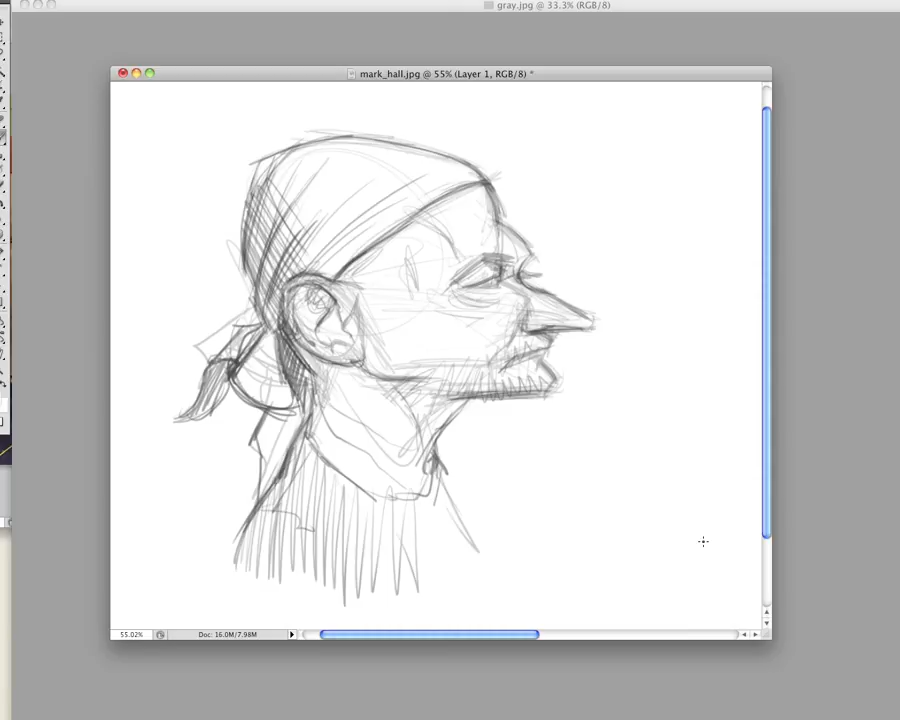 gray.jpg @ 33.3% (RGB/8)
mark_hall.jpg @ 55% (Layer 1, RGB/8) *
55.02%
Doc: 16.0M/7.98M